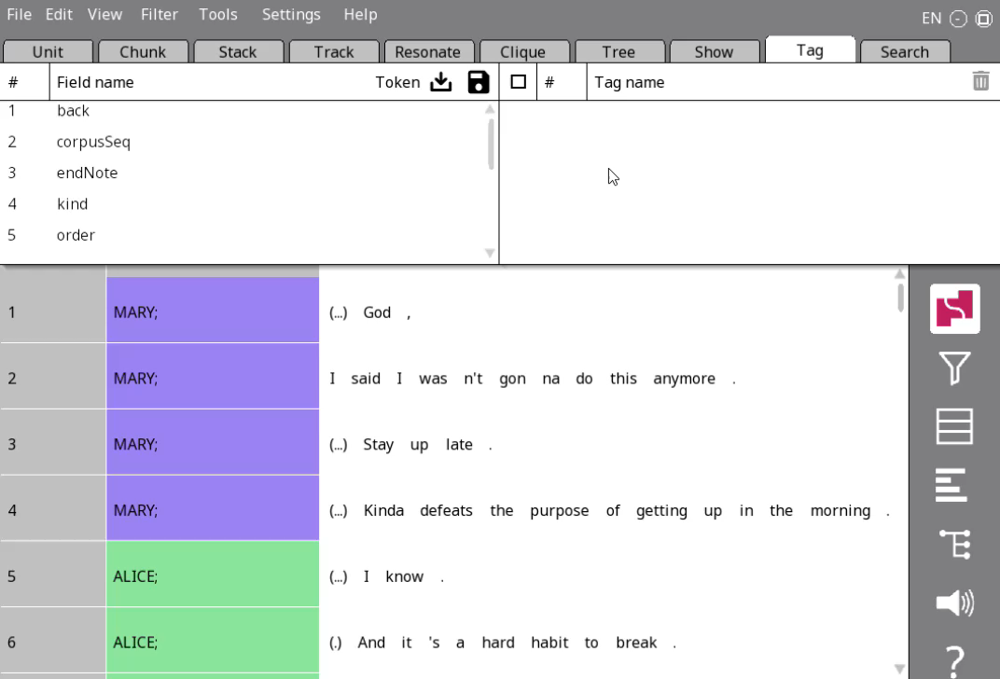 File Edit View Filter Tools Settings Help EN
Unit Chunk Stack Track Resonate Clique Tree Show Tag Search
# Field name Token # Tag name
1 back
2 corpusSeq
3 endNote
4 kind
5 order
1 MARY; (...) God ,
2 MARY; I said I was n't gon na do this anymore .
3 MARY; (...) Stay up late .
4 MARY; (...) Kinda defeats the purpose of getting up in the morning .
5 ALICE; (...) I know .
6 ALICE; (.) And it 's a hard habit to break .
?